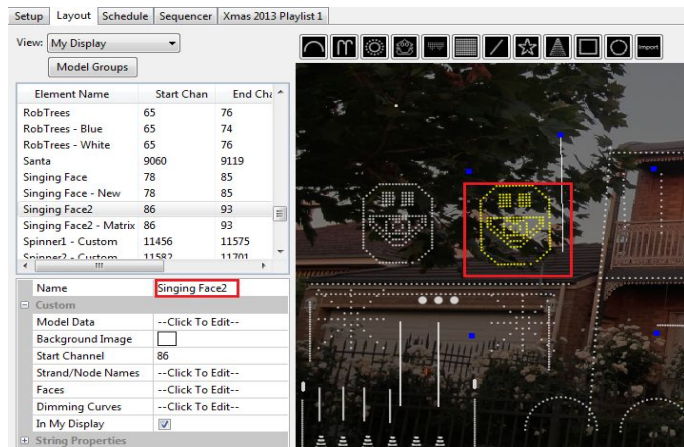 Setup Layout Schedule Sequencer Xmas 2013 Playlist 1
View: My Display
Model Groups
Import
Element Name Start Chan End Cha
RobTrees 65 76
RobTrees - Blue 65 74
RobTrees - White 65 76
Santa 9060 9119
Singing Face 78 85
Singing Face - New 78 85
Singing Face2 86 93
Singing Face2 - Matrix 86 93
Spinner1 - Custom 11456 11575
Spinner2 - Custom 11582 11701
Name Singing Face2
Custom
Model Data --Click To Edit--
Background Image
Start Channel 86
Strand/Node Names --Click To Edit--
Faces --Click To Edit--
Dimming Curves --Click To Edit--
In My Display
String Properties